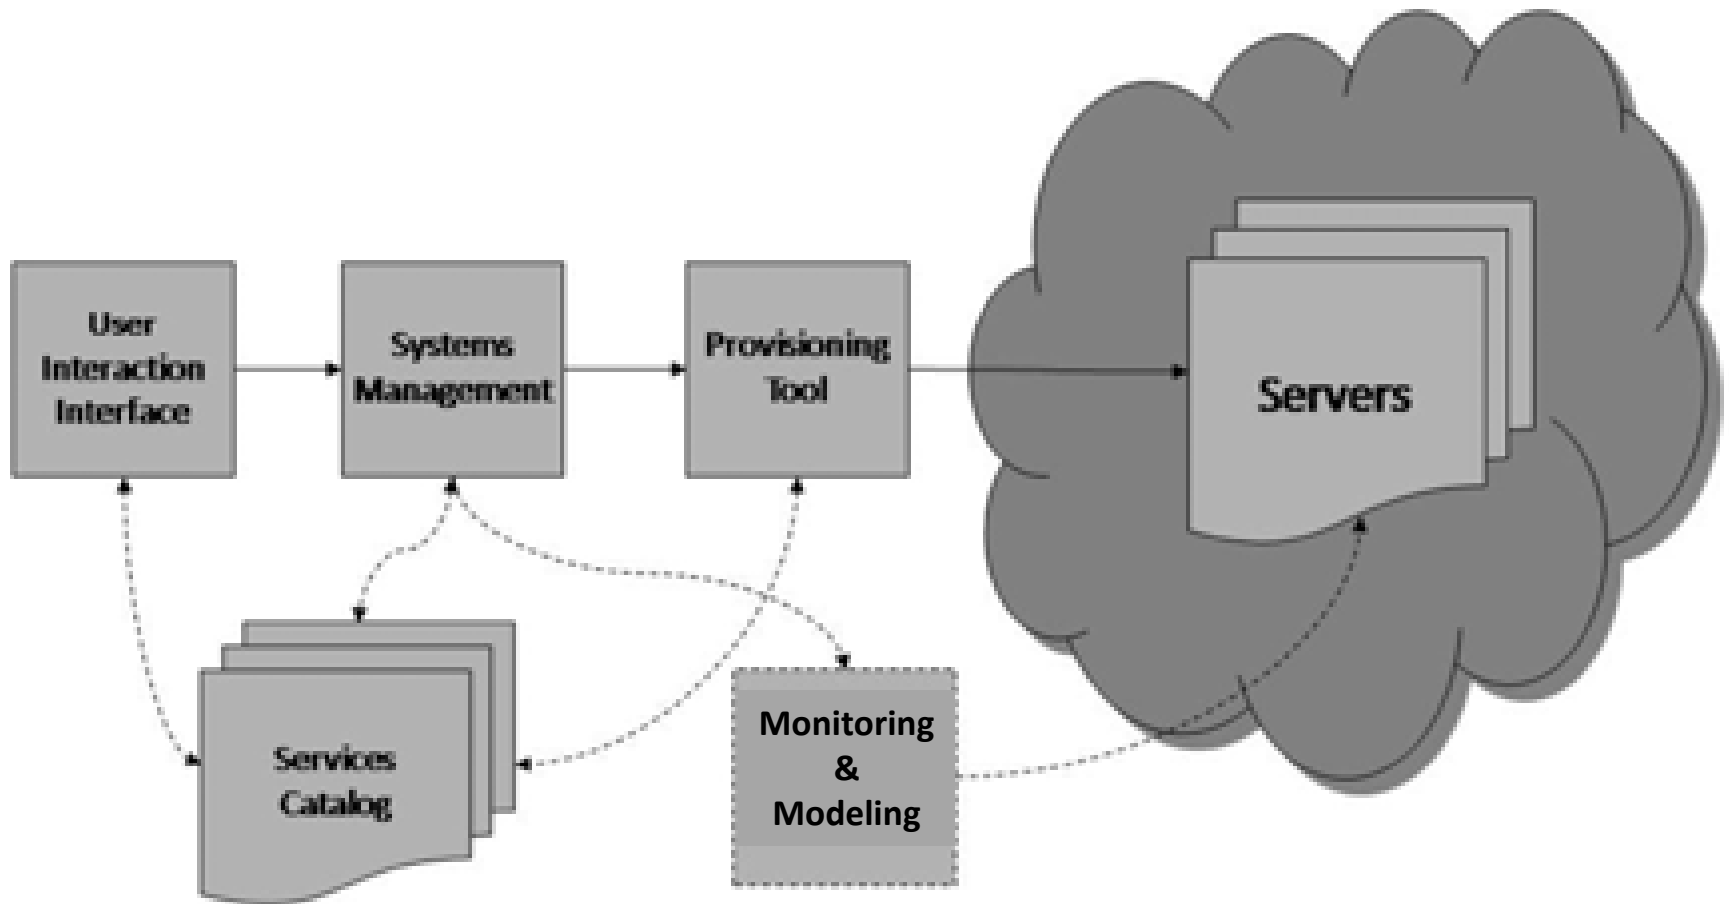 User
Interaction
Interface
Systems
Management
Provisioning
Tool
Servers
Services
Catalog
Monitoring
&
Modeling